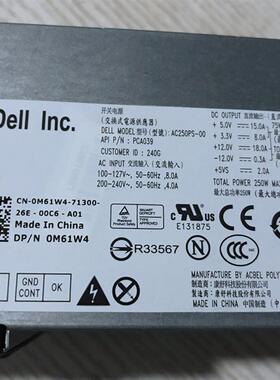 Dell Inc.
开关电源
(交换式電源供應器)
DELL MODEL型号(型號): AC250PS-00
API P/N : PCA039
CUSTOMER ID : 240G
AC INPUT (交流输入/交流輸入)
100-127V~, 50-60Hz ,8.0A
200-240V~, 50-60Hz ,4.0A
DC OUTPUT
+ 5.0V
15.0A
+ 3.3V
8.0A
+12.0V
18.0A
-12.0V
0.3A
+5VS
2.0A
TOTAL POWER 250W
CN-0M61W4-71300-
26E - 00C6 - A01
Made In China
DP/N 0M61W4
E131875
R33567
GND CONT
OK
MANUFACTURED BY ACBEL POLY
MADE IN CHINA